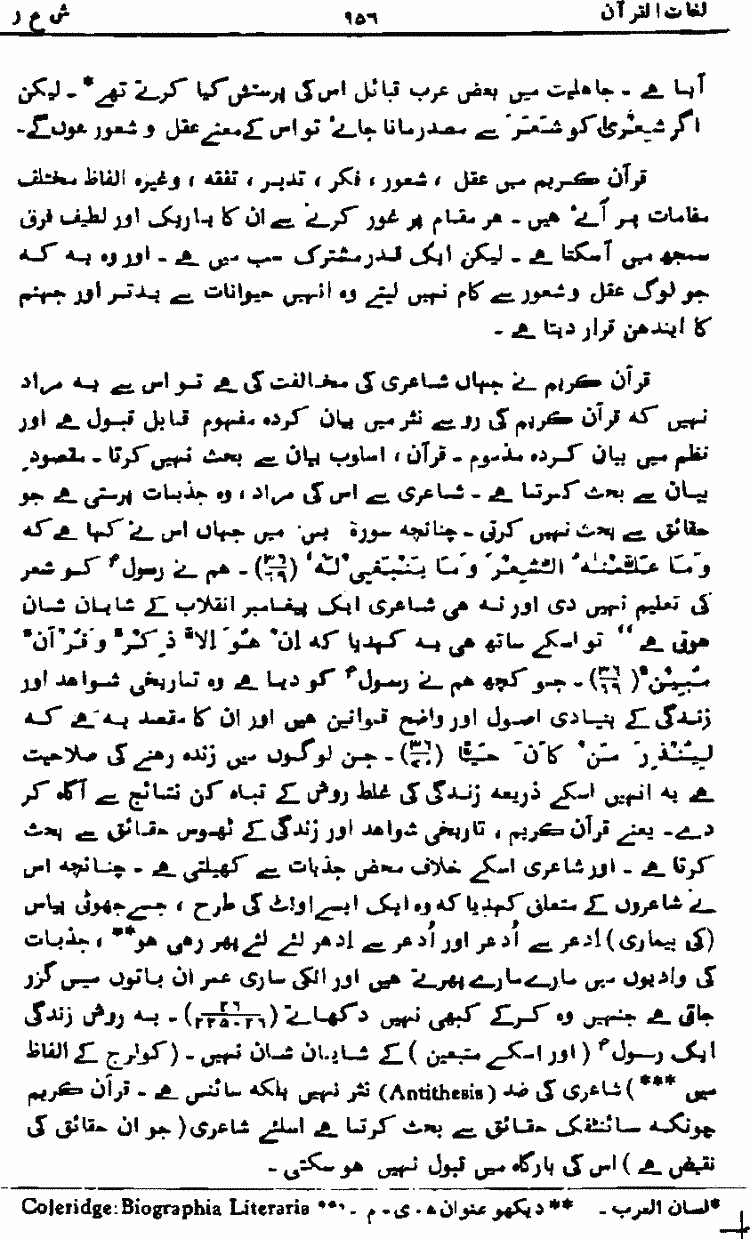 لغات القرآن ۹۵۶ ش ع ر
آیا ہے ۔ جاہلیت میں بعض عرب قبائل اس کی پرستش کیا کرتے تھے* ۔ لیکن
اگر شِعْرٰی کو شَعَرَ سے مصدر مانا جائے تو اس کے معنے عقل و شعور ہوں گے۔
قرآن کریم میں عقل ، شعور ، فکر ، تدبر ، تفقہ ، وغیرہ الفاظ مختلف
مقامات پر آئے ہیں ۔ ہر مقام پر غور کرنے سے ان کا باریک اور لطیف فرق
سمجھ میں آسکتا ہے ۔ لیکن ایک قدر مشترک سب میں ہے ۔ اور وہ یہ کہ
جو لوگ عقل و شعور سے کام نہیں لیتے وہ انہیں حیوانات سے بدتر اور جہنم
کا ایندھن قرار دیتا ہے ۔
قرآن کریم نے جہاں شاعری کی مخالفت کی ہے تو اس سے یہ مراد
نہیں کہ قرآن کریم کی رو سے نثر میں بیان کردہ مفہوم قابل قبول ہے اور
نظم میں بیان کردہ مذموم ۔ قرآن ، اسلوب بیان سے بحث نہیں کرتا ۔ مقصودِ
بیان سے بحث کرتا ہے ۔ شاعری سے اس کی مراد ، وہ جذبات پرستی ہے جو
حقائق سے بحث نہیں کرتی ۔ چنانچہ سورۃ یٰس میں جہاں اس نے کہا ہے کہ
وَمَا عَلَّمْنٰہُ الشِّعْرَ وَمَا یَنْبَغِیْ لَہٗ (۳۶/۶۹) ۔ ہم نے رسولؐ کو شعر
کی تعلیم نہیں دی اور نہ ہی شاعری ایک پیغامبر انقلاب کے شایان شان
ہوتی ہے ‘‘ تو اسکے ساتھ ہی یہ کہدیا کہ اِنْ ھُوَ اِلَّا ذِکْرٌ وَّ قُرْاٰنٌ
مُّبِیْنٌ (۳۶/۶۹) ۔ جو کچھ ہم نے رسولؐ کو دیا ہے وہ تاریخی شواہد اور
زندگی کے بنیادی اصول اور واضح قوانین ہیں اور ان کا مقصد یہ ہے کہ
لِیُنْذِرَ مَنْ کَانَ حَیًّا (۳۶/۷۰) ۔ جن لوگوں میں زندہ رہنے کی صلاحیت
ہے یہ انہیں اسکے ذریعہ زندگی کی غلط روش کے تباہ کن نتائج سے آگاہ کر
دے ۔ یعنے قرآن کریم ، تاریخی شواہد اور زندگی کے ٹھوس حقائق سے بحث
کرتا ہے ۔ اور شاعری اسکے خلاف محض جذبات سے کھیلتی ہے ۔ چنانچہ اس
نے شاعروں کے متعلق کہدیا کہ وہ ایک ایسے اونٹ کی طرح ، جسے جھوٹی پیاس
(کی بیماری) اِدھر سے اُدھر اور اُدھر سے اِدھر لئے لئے پھر رہی ہو** ، جذبات
کی وادیوں میں مارے مارے پھرتے ہیں اور انکی ساری عمر ان باتوں میں گزر
جاتی ہے جنہیں وہ کرکے کبھی نہیں دکھاتے (۲۶/۲۲۵-۲۶) ۔ یہ روش زندگی
ایک رسولؐ ( اور اسکے متبعین ) کے شایان شان نہیں ۔ (کولرج کے الفاظ
میں *** ) شاعری کی ضد (Antithesis) نثر نہیں بلکہ سائنس ہے ۔ قرآن کریم
چونکہ سائنٹفک حقائق سے بحث کرتا ہے اسلئے شاعری ( جو ان حقائق کی
نقیض ہے ) اس کی بارگاہ میں قبول نہیں ہو سکتی ۔
*لسان العرب ۔ **دیکھو عنوان ہ ۔ ی ۔ م ۔ *** Coleridge: Biographia Literaria